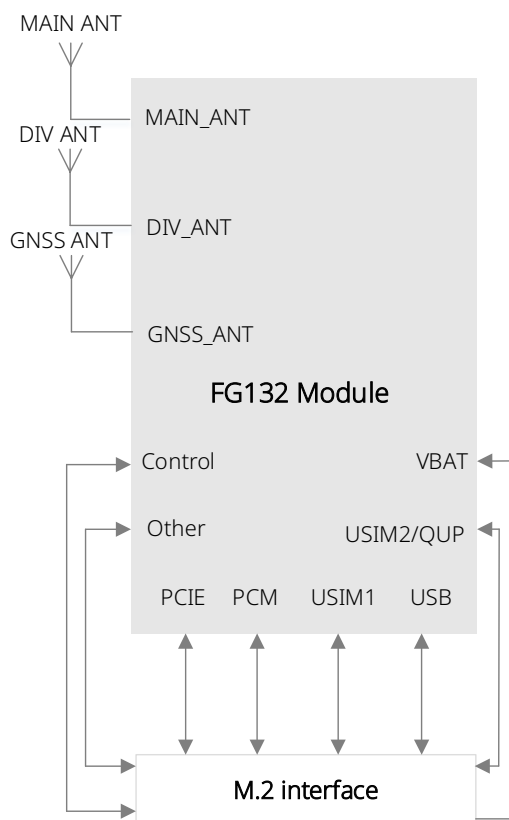 MAIN ANT
MAIN_ANT
DIV ANT
DIV_ANT
GNSS ANT
GNSS_ANT
FG132 Module
Control
VBAT
Other
USIM2/QUP
PCIE
PCM
USIM1
USB
M.2 interface